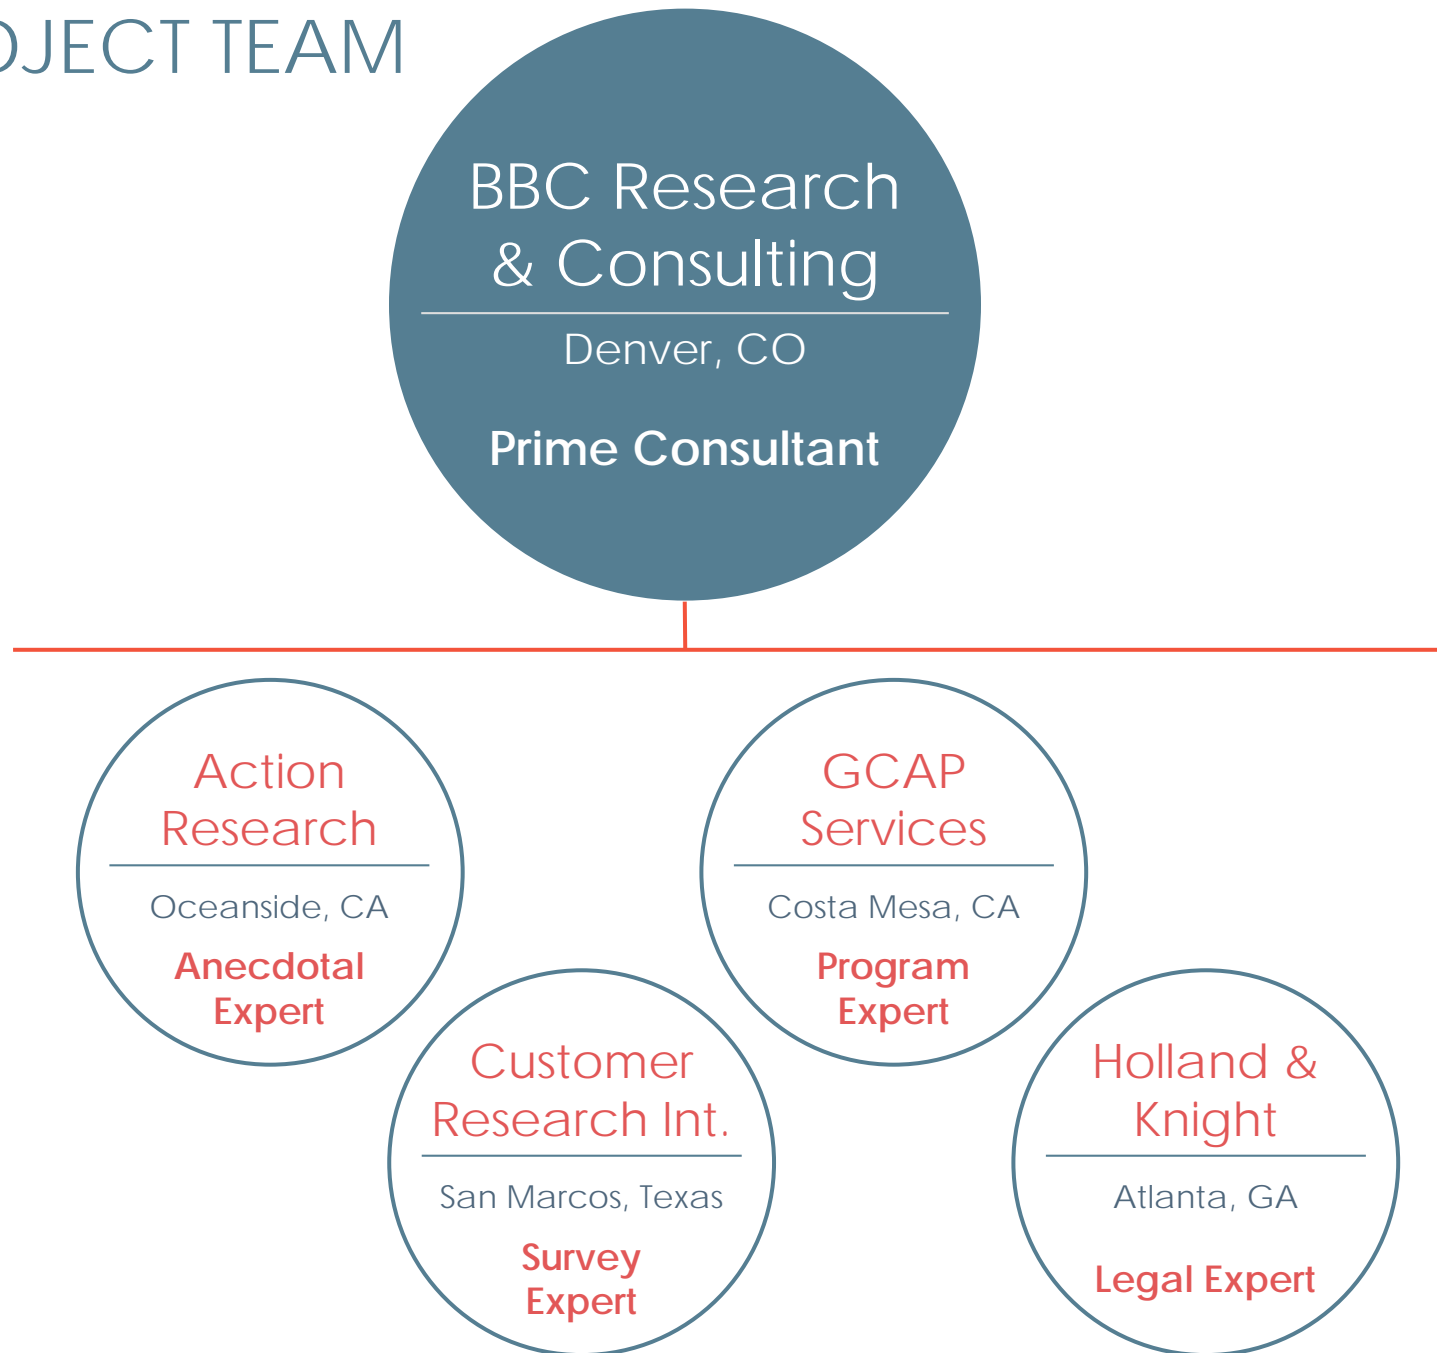 OJECT TEAM
BBC Research
& Consulting
Denver, CO
Prime Consultant
Action
Research
Oceanside, CA
Anecdotal
Expert
GCAP
Services
Costa Mesa, CA
Program
Expert
Customer
Research Int.
San Marcos, Texas
Survey
Expert
Holland &
Knight
Atlanta, GA
Legal Expert